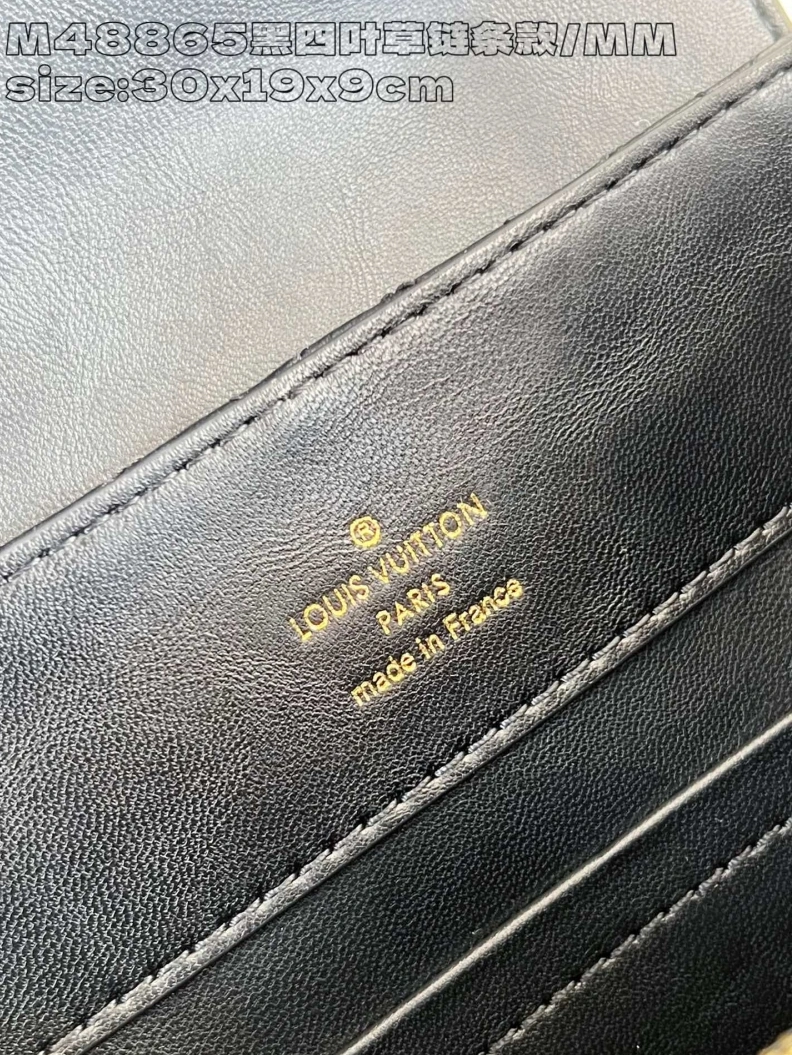 M48865黑四叶草链条款/MM
size:30x19x9cm
®
LOUIS VUITTON
PARIS
made in France